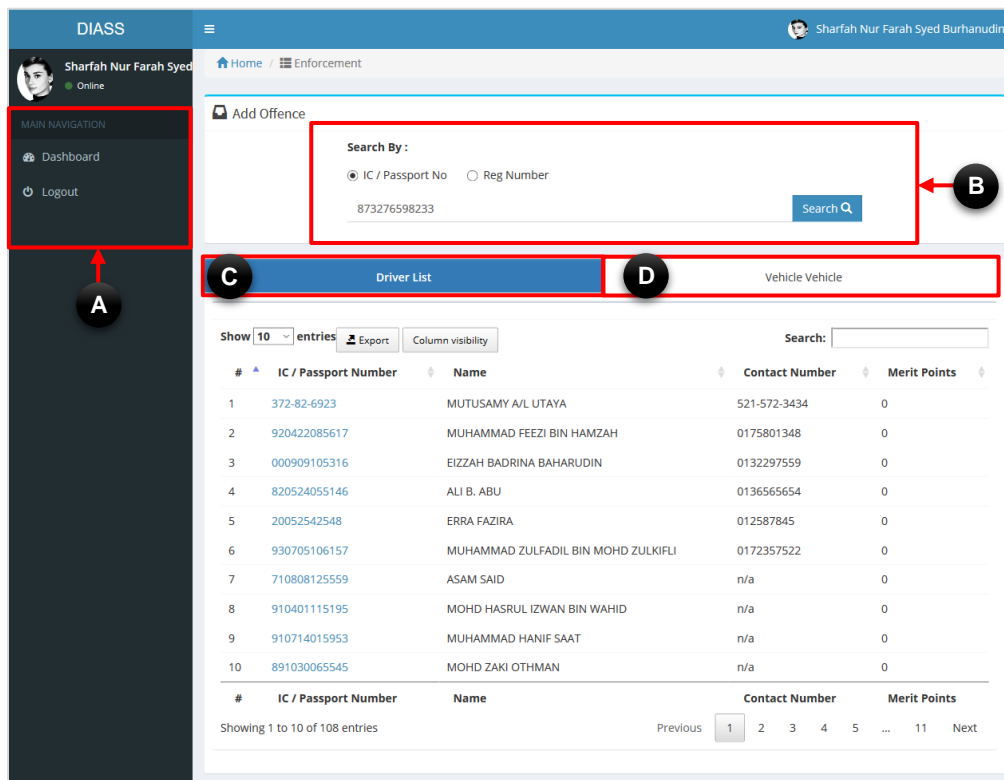 DIASS
Sharfah Nur Farah Syed Burhanudin
Sharfah Nur Farah Syed
Online
Home / Enforcement
MAIN NAVIGATION
Dashboard
Logout
A
Add Offence
Search By :
IC / Passport No Reg Number
873276598233 Search
B
C Driver List D Vehicle Vehicle
Show 10 entries Export Column visibility Search:
# IC / Passport Number Name Contact Number Merit Points
1 372-82-6923 MUTUSAMY A/L UTAYA 521-572-3434 0
2 920422085617 MUHAMMAD FEEZI BIN HAMZAH 0175801348 0
3 000909105316 EIZZAH BADRINA BAHARUDIN 0132297559 0
4 820524055146 ALI B. ABU 0136565654 0
5 20052542548 ERRA FAZIRA 012587845 0
6 930705106157 MUHAMMAD ZULFADIL BIN MOHD ZULKIFLI 0172357522 0
7 710808125559 ASAM SAID n/a 0
8 910401115195 MOHD HASRUL IZWAN BIN WAHID n/a 0
9 910714015953 MUHAMMAD HANIF SAAT n/a 0
10 891030065545 MOHD ZAKI OTHMAN n/a 0
# IC / Passport Number Name Contact Number Merit Points
Showing 1 to 10 of 108 entries Previous 1 2 3 4 5 ... 11 Next